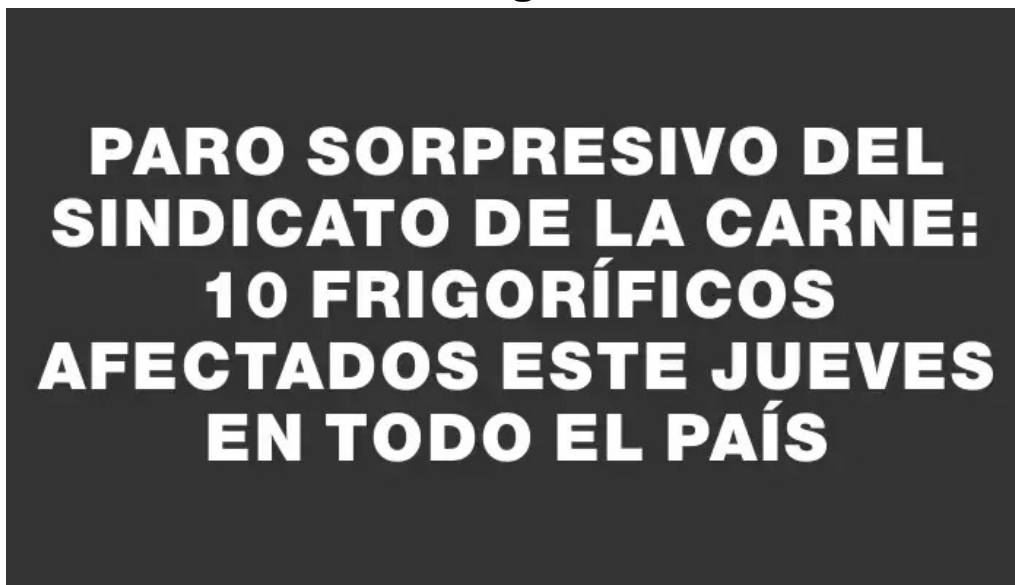 PARO SORPRESIVO DEL
SINDICATO DE LA CARNE:
10 FRIGORÍFICOS
AFECTADOS ESTE JUEVES
EN TODO EL PAÍS